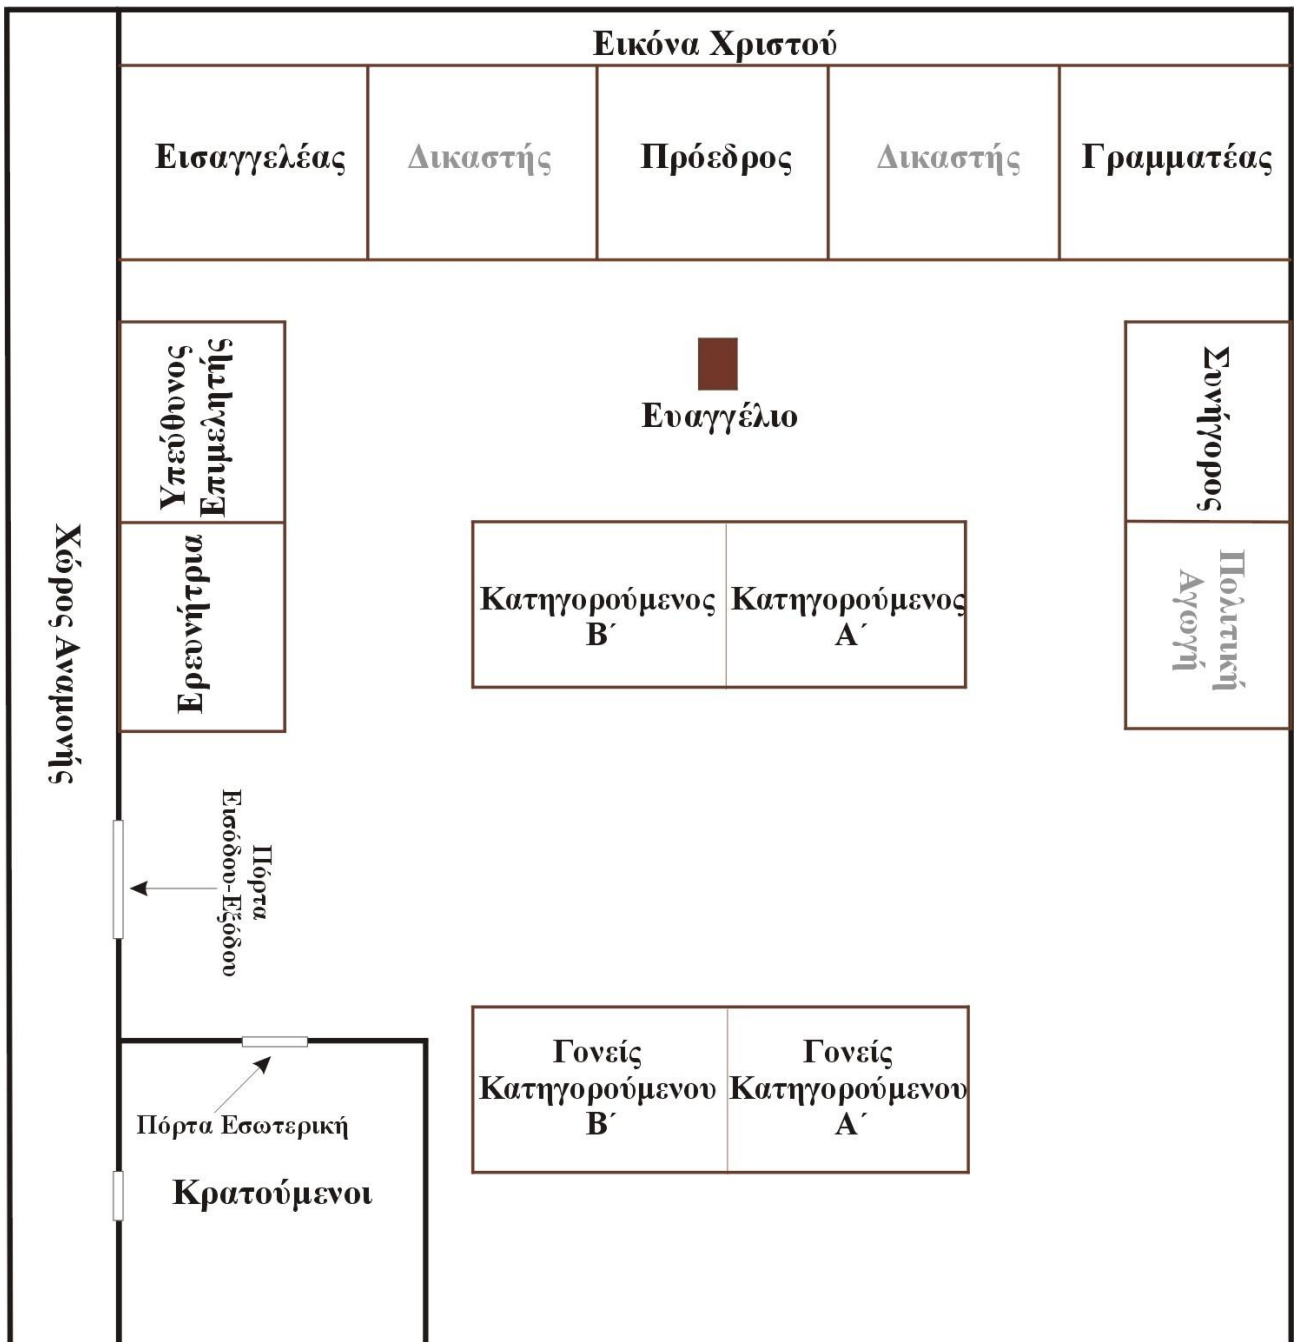 Εικόνα Χριστού
Εισαγγελέας
Δικαστής
Πρόεδρος
Δικαστής
Γραμματέας
Υπεύθυνος
Επιμελητής
Ευαγγέλιο
Συνήγορος
Ερευνήτρια
Κατηγορούμενος
Β΄
Κατηγορούμενος
Α΄
Πολιτική
Αγωγή
Χώρος Αναμονής
Πόρτα
Εισόδου-Εξόδου
Γονείς
Κατηγορούμενου
Β΄
Γονείς
Κατηγορούμενου
Α΄
Πόρτα Εσωτερική
Κρατούμενοι